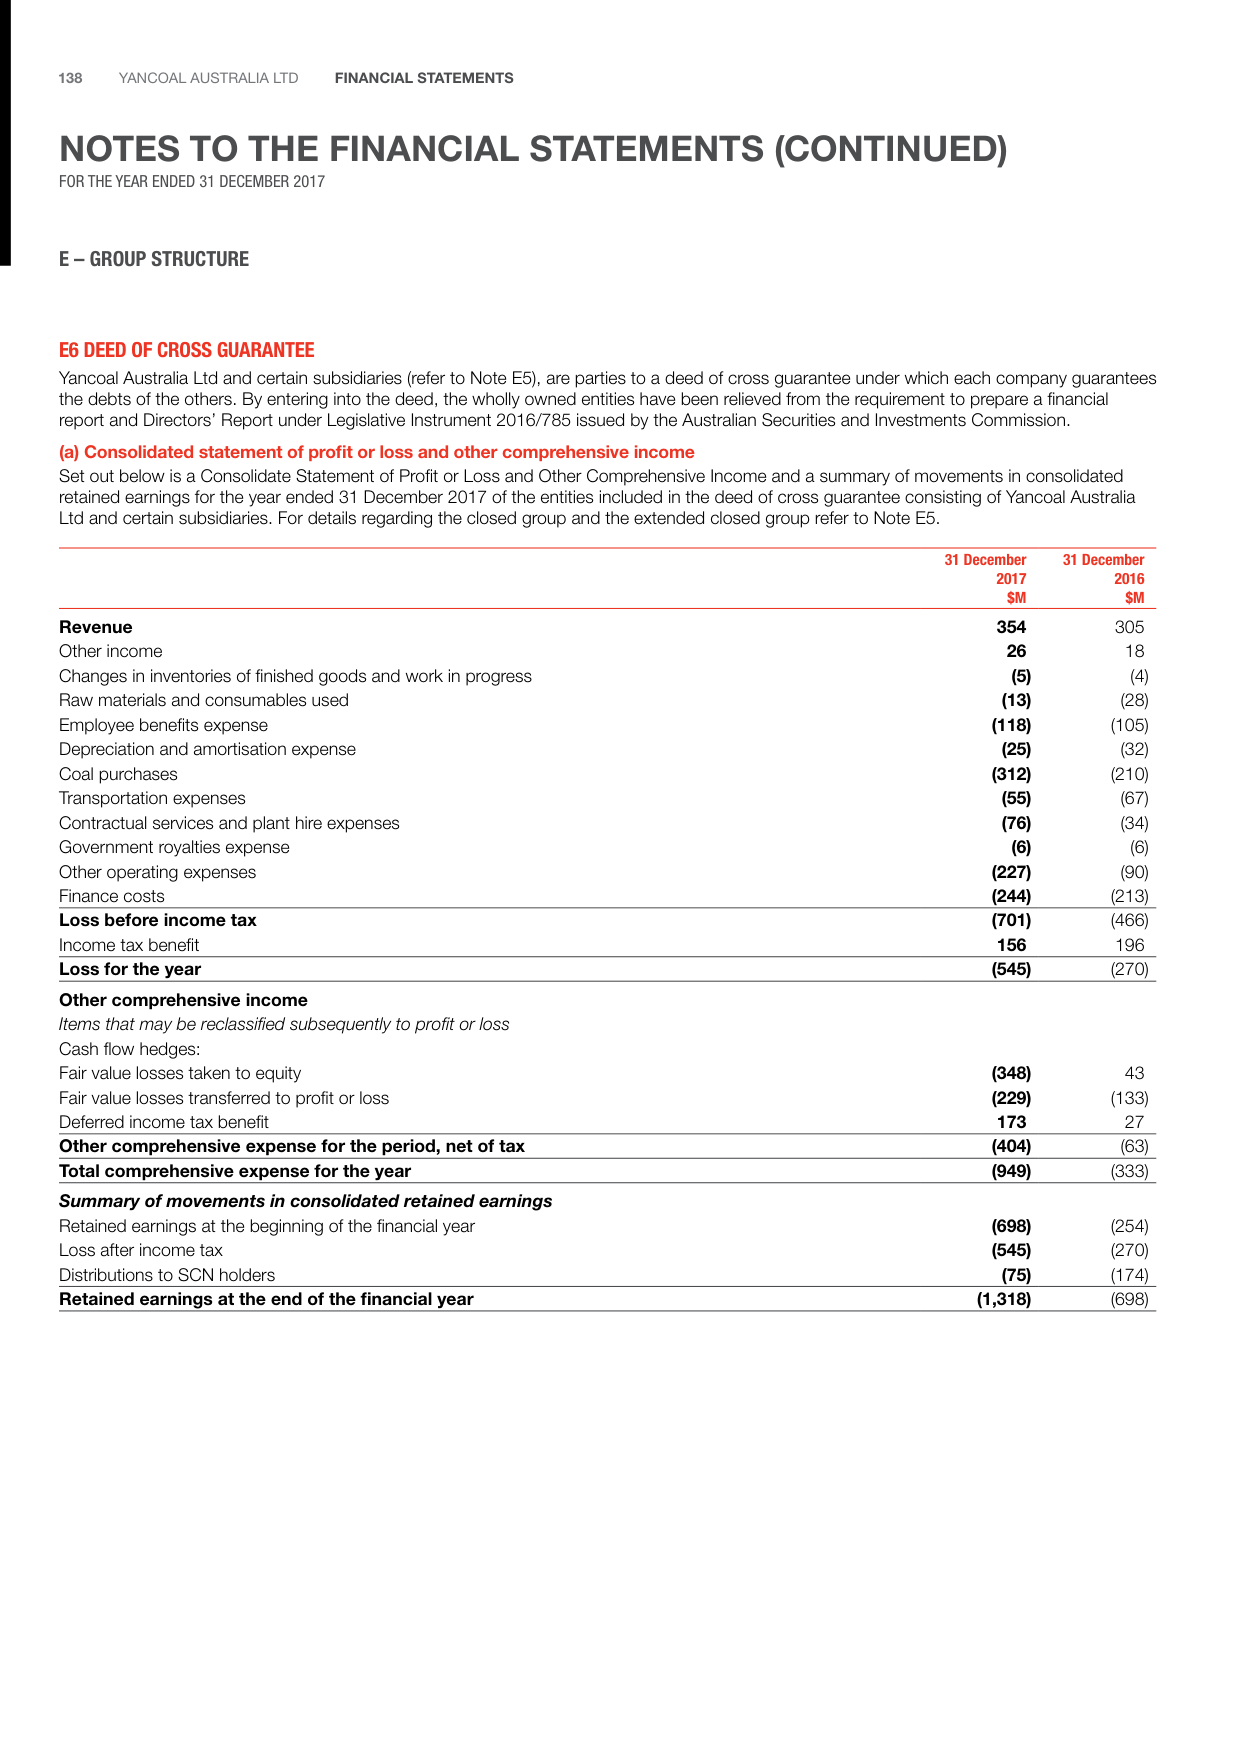 138 YANCOAL AUSTRALIA LTD FINANCIAL STATEMENTS
NOTES TO THE FINANCIAL STATEMENTS (CONTINUED)
FOR THE YEAR ENDED 31 DECEMBER 2017
E – GROUP STRUCTURE
E6 DEED OF CROSS GUARANTEE
Yancoal Australia Ltd and certain subsidiaries (refer to Note E5), are parties to a deed of cross guarantee under which each company guarantees
the debts of the others. By entering into the deed, the wholly owned entities have been relieved from the requirement to prepare a financial
report and Directors' Report under Legislative Instrument 2016/785 issued by the Australian Securities and Investments Commission.
(a) Consolidated statement of profit or loss and other comprehensive income
Set out below is a Consolidate Statement of Profit or Loss and Other Comprehensive Income and a summary of movements in consolidated
retained earnings for the year ended 31 December 2017 of the entities included in the deed of cross guarantee consisting of Yancoal Australia
Ltd and certain subsidiaries. For details regarding the closed group and the extended closed group refer to Note E5.
31 December 31 December
2017 2016
$M $M
Revenue 354 305
Other income 26 18
Changes in inventories of finished goods and work in progress (5) (4)
Raw materials and consumables used (13) (28)
Employee benefits expense (118) (105)
Depreciation and amortisation expense (25) (32)
Coal purchases (312) (210)
Transportation expenses (55) (67)
Contractual services and plant hire expenses (76) (34)
Government royalties expense (6) (6)
Other operating expenses (227) (90)
Finance costs (244) (213)
Loss before income tax (701) (466)
Income tax benefit 156 196
Loss for the year (545) (270)
Other comprehensive income
Items that may be reclassified subsequently to profit or loss
Cash flow hedges:
Fair value losses taken to equity (348) 43
Fair value losses transferred to profit or loss (229) (133)
Deferred income tax benefit 173 27
Other comprehensive expense for the period, net of tax (404) (63)
Total comprehensive expense for the year (949) (333)
Summary of movements in consolidated retained earnings
Retained earnings at the beginning of the financial year (698) (254)
Loss after income tax (545) (270)
Distributions to SCN holders (75) (174)
Retained earnings at the end of the financial year (1,318) (698)